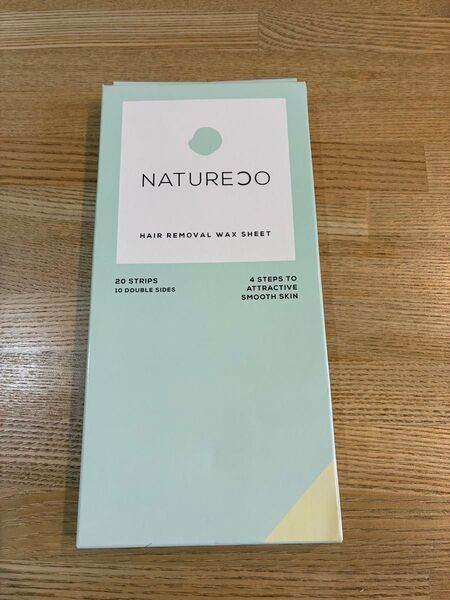 NATURECO
HAIR REMOVAL WAX SHEET
20 STRIPS
10 DOUBLE SIDES
4 STEPS TO
ATTRACTIVE
SMOOTH SKIN